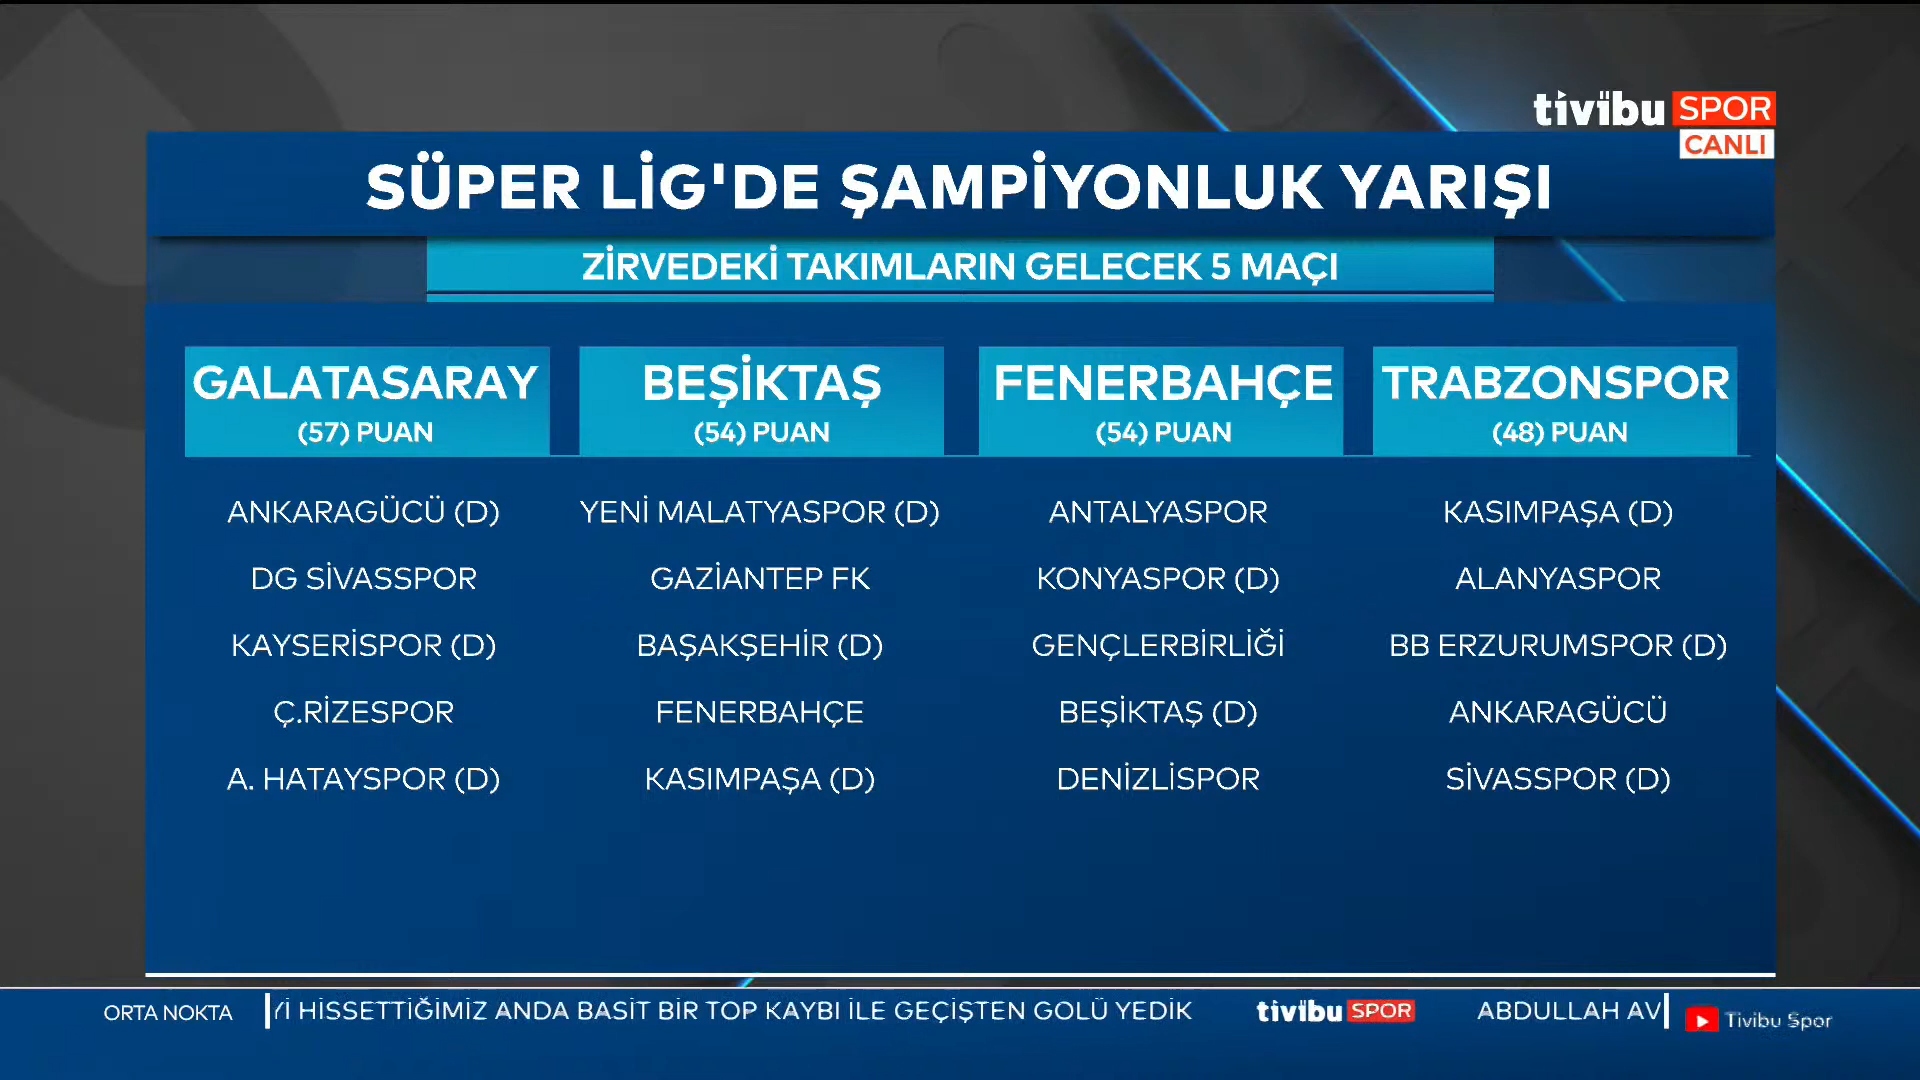 tivibu SPOR
CANLI
SÜPER LİG'DE ŞAMPİYONLUK YARIŞI
ZİRVEDEKİ TAKIMLARIN GELECEK 5 MAÇI
GALATASARAY
(57) PUAN
ANKARAGÜCÜ (D)
DG SİVASSPOR
KAYSERİSPOR (D)
Ç.RİZESPOR
A. HATAYSPOR (D)
BEŞİKTAŞ
(54) PUAN
YENİ MALATYASPOR (D)
GAZİANTEP FK
BAŞAKŞEHİR (D)
FENERBAHÇE
KASIMPAŞA (D)
FENERBAHÇE
(54) PUAN
ANTALYASPOR
KONYASPOR (D)
GENÇLERBİRLİĞİ
BEŞİKTAŞ (D)
DENİZLİSPOR
TRABZONSPOR
(48) PUAN
KASIMPAŞA (D)
ALANYASPOR
BB ERZURUMSPOR (D)
ANKARAGÜCÜ
SİVASSPOR (D)
ORTA NOKTA
Yİ HİSSETTİĞİMİZ ANDA BASİT BİR TOP KAYBI İLE GEÇİŞTEN GOLÜ YEDİK tivibu SPOR ABDULLAH AV
Tivibu Spor